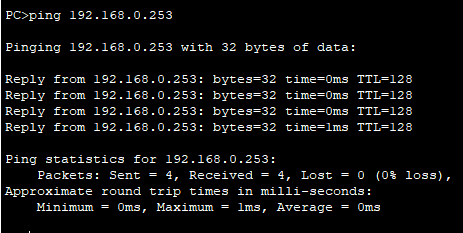 PC>ping 192.168.0.253
Pinging 192.168.0.253 with 32 bytes of data:
Reply from 192.168.0.253: bytes=32 time=0ms TTL=128
Reply from 192.168.0.253: bytes=32 time=0ms TTL=128
Reply from 192.168.0.253: bytes=32 time=0ms TTL=128
Reply from 192.168.0.253: bytes=32 time=1ms TTL=128
Ping statistics for 192.168.0.253:
Packets: Sent = 4, Received = 4, Lost = 0 (0% loss),
Approximate round trip times in milli-seconds:
Minimum = 0ms, Maximum = 1ms, Average = 0ms